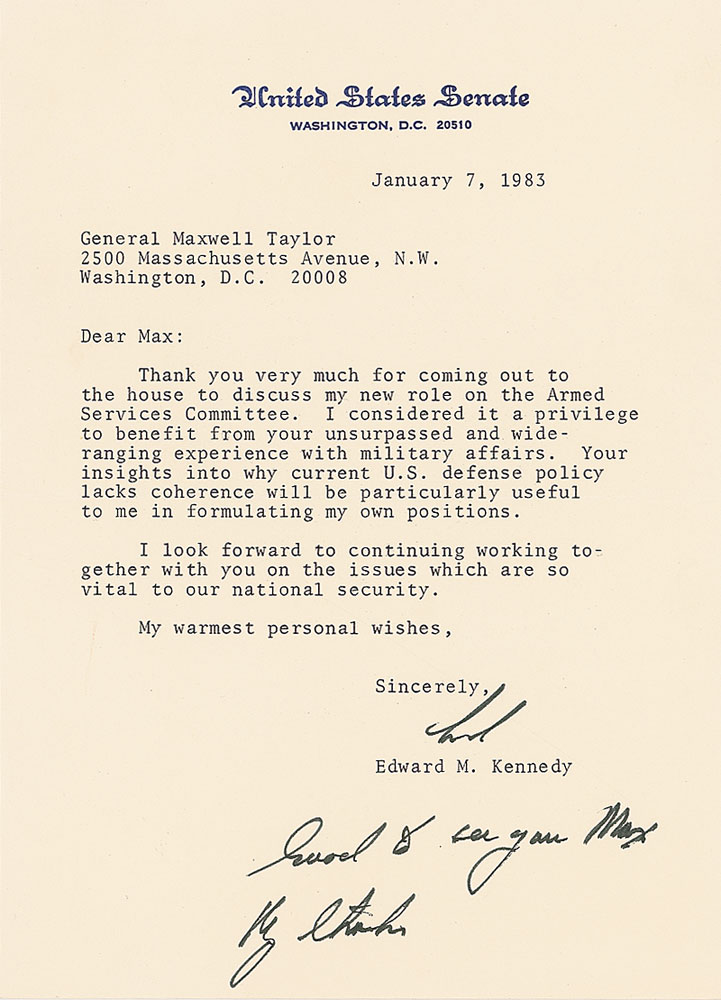 United States Senate
WASHINGTON, D.C. 20510
January 7, 1983
General Maxwell Taylor
2500 Massachusetts Avenue, N.W.
Washington, D.C. 20008
Dear Max:
Thank you very much for coming out to
the house to discuss my new role on the Armed
Services Committee. I considered it a privilege
to benefit from your unsurpassed and wide-
ranging experience with military affairs. Your
insights into why current U.S. defense policy
lacks coherence will be particularly useful
to me in formulating my own positions.
I look forward to continuing working to-
gether with you on the issues which are so
vital to our national security.
My warmest personal wishes,
Sincerely,
Edward M. Kennedy
Good to see you Max
My thanks